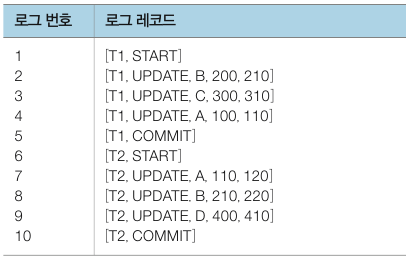 로그 번호 로그 레코드
1 [T1, START]
2 [T1, UPDATE, B, 200, 210]
3 [T1, UPDATE, C, 300, 310]
4 [T1, UPDATE, A, 100, 110]
5 [T1, COMMIT]
6 [T2, START]
7 [T2, UPDATE, A, 110, 120]
8 [T2, UPDATE, B, 210, 220]
9 [T2, UPDATE, D, 400, 410]
10 [T2, COMMIT]